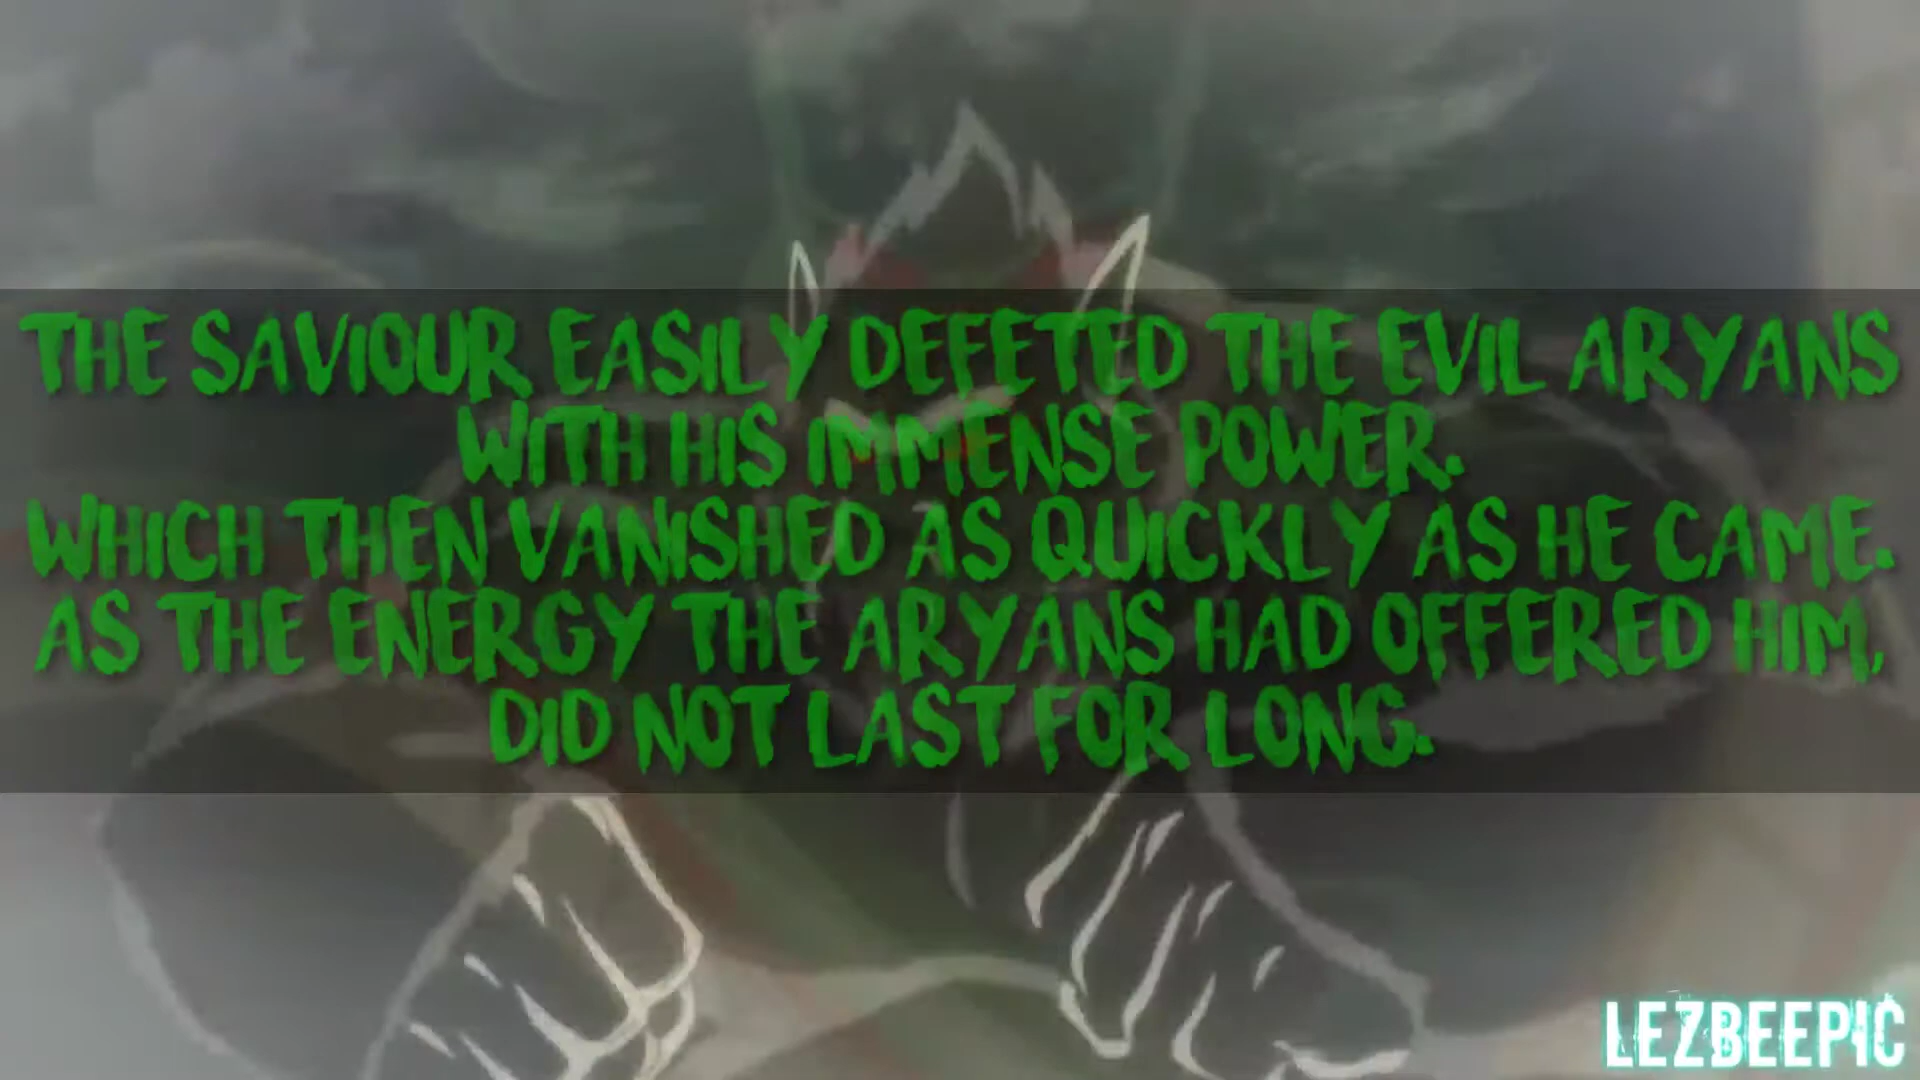 THE SAVIOUR EASILY DEFETED THE EVIL ARYANS
WITH HIS IMMENSE POWER.
WHICH THEN VANISHED AS QUICKLY AS HE CAME.
AS THE ENERGY THE ARYANS HAD OFFERED HIM,
DID NOT LAST FOR LONG.
LEZBEEPIC